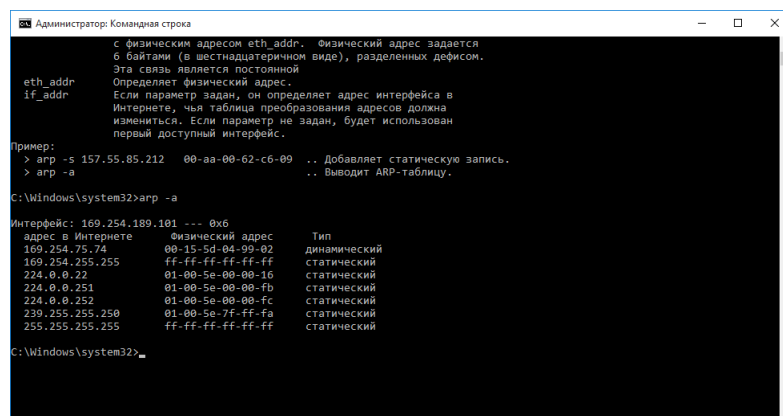 Администратор: Командная строка
с физическим адресом eth_addr. Физический адрес задается
6 байтами (в шестнадцатеричном виде), разделенных дефисом.
Эта связь является постоянной
eth_addr Определяет физический адрес.
if_addr Если параметр задан, он определяет адрес интерфейса в
Интернете, чья таблица преобразования адресов должна
измениться. Если параметр не задан, будет использован
первый доступный интерфейс.
Пример:
> arp -s 157.55.85.212 00-aa-00-62-c6-09 .. Добавляет статическую запись.
> arp -a .. Выводит ARP-таблицу.
C:\Windows\system32>arp -a
Интерфейс: 169.254.189.101 --- 0x6
адрес в Интернете Физический адрес Тип
169.254.75.74 00-15-5d-04-99-02 динамический
169.254.255.255 ff-ff-ff-ff-ff-ff статический
224.0.0.22 01-00-5e-00-00-16 статический
224.0.0.251 01-00-5e-00-00-fb статический
224.0.0.252 01-00-5e-00-00-fc статический
239.255.255.250 01-00-5e-7f-ff-fa статический
255.255.255.255 ff-ff-ff-ff-ff-ff статический
C:\Windows\system32>